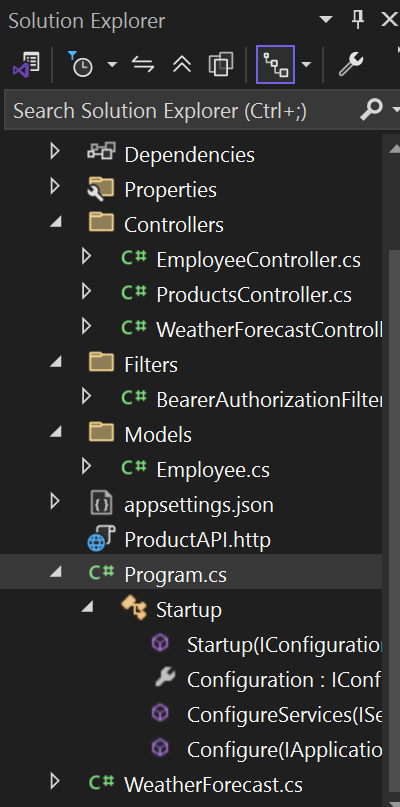 Solution Explorer
Search Solution Explorer (Ctrl+;)
Dependencies
Properties
Controllers
C# EmployeeController.cs
C# ProductsController.cs
C# WeatherForecastControll
Filters
C# BearerAuthorizationFilter
Models
C# Employee.cs
appsettings.json
ProductAPI.http
C# Program.cs
Startup
Startup(IConfiguration
Configuration : IConf
ConfigureServices(ISe
Configure(IApplication
C# WeatherForecast.cs